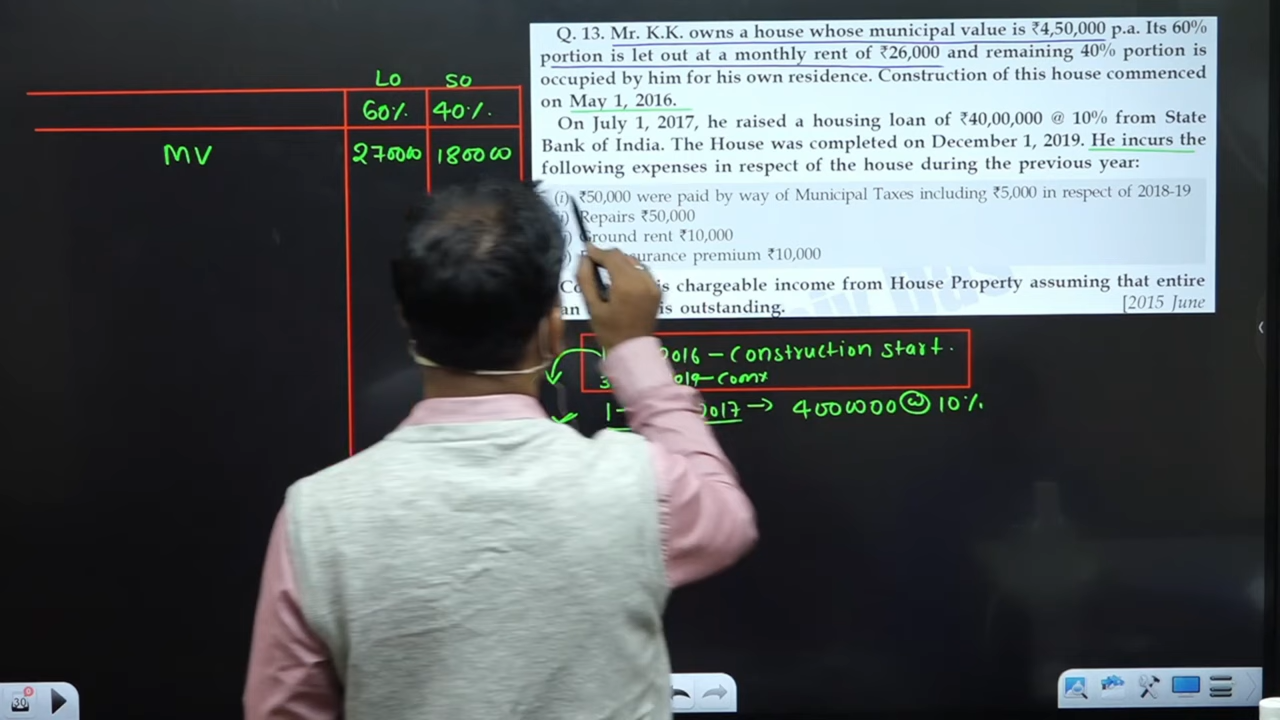 LO SO
60% 40%.
MV 270000 180000
Q. 13. Mr. K.K. owns a house whose municipal value is ₹4,50,000 p.a. Its 60%
portion is let out at a monthly rent of ₹26,000 and remaining 40% portion is
occupied by him for his own residence. Construction of this house commenced
on May 1, 2016.
On July 1, 2017, he raised a housing loan of ₹40,00,000 @ 10% from State
Bank of India. The House was completed on December 1, 2019. He incurs the
following expenses in respect of the house during the previous year:
(i) ₹50,000 were paid by way of Municipal Taxes including ₹5,000 in respect of 2018-19
Repairs ₹50,000
Ground rent ₹10,000
premium ₹10,000
chargeable income from House Property assuming that entire
is outstanding. [2015 June
2016 - Construction start.
1- 2017 → 4000000 @ 10%.
30